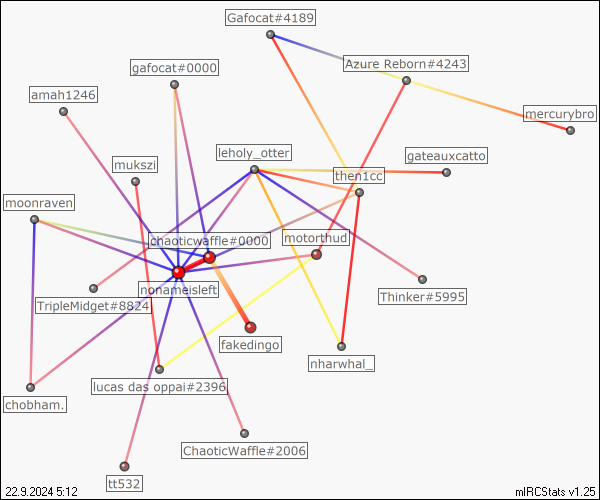 Gafocat#4189
Azure Reborn#4243
gafocat#0000
amah1246
mercurybro
leholy_otter
gateauxcatto
mukszi
then1cc
moonraven
chaoticwaffle#0000
motorthud
nonameisleft
Thinker#5995
TripleMidget#8824
fakedingo
nharwhal_
lucas das oppai#2396
chobham.
ChaoticWaffle#2006
tt532
22.9.2024 5:12
mIRCStats v1.25